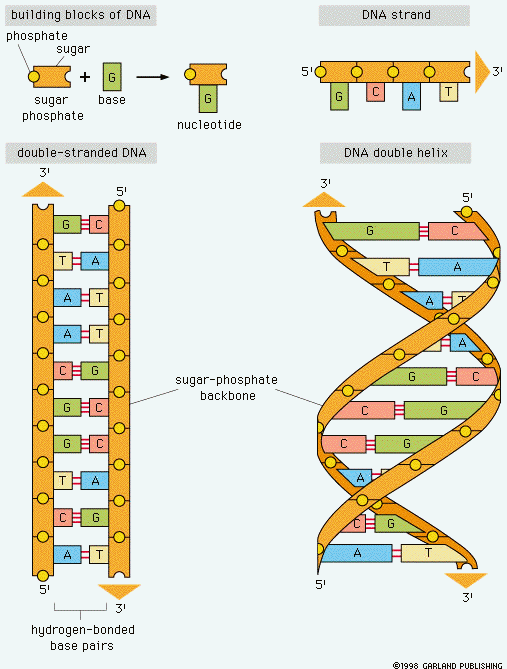 building blocks of DNA
phosphate
sugar
G
sugar
phosphate
base
G
nucleotide
DNA strand
5'
3'
G
C
A
T
double-stranded DNA
3'
5'
G C
T A
A T
A T
C G
G C
G C
T A
C G
A T
5'
3'
hydrogen-bonded
base pairs
sugar-phosphate
backbone
DNA double helix
3'
5'
G C
T A
A T
A
G C
C G
C G
A
C G
A T
5'
3'
©1998 GARLAND PUBLISHING